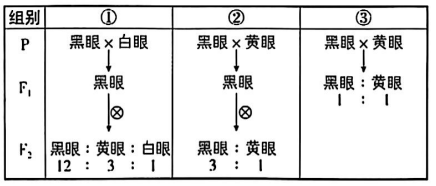 组别 ① ② ③
P 黑眼×白眼 黑眼×黄眼 黑眼×黄眼
F₁ 黑眼 黑眼 黑眼：黄眼
1 ： 1
⊗ ⊗
F₂ 黑眼：黄眼：白眼 黑眼：黄眼
12 ： 3 ： 1 3 ： 1